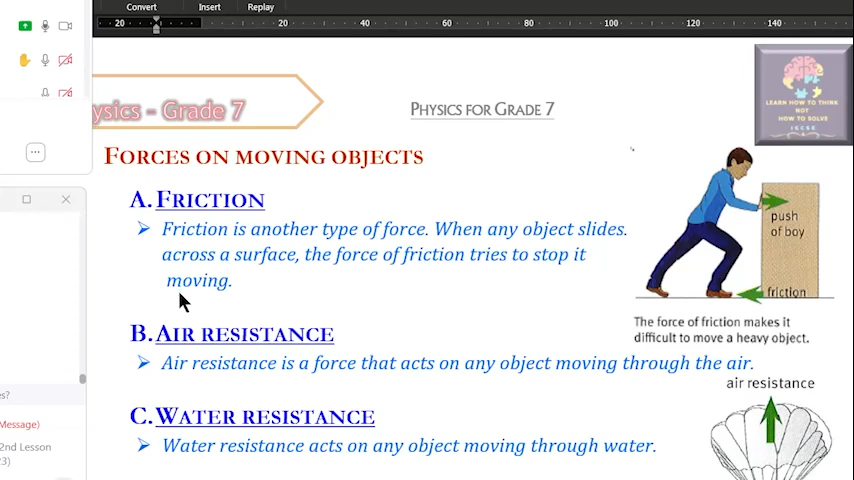 Convert Insert Replay
20 20 40 60 80 100 120 140
ysics - Grade 7
PHYSICS FOR GRADE 7
LEARN HOW TO THINK
NOT
HOW TO SOLVE
IGCSE
FORCES ON MOVING OBJECTS
A. FRICTION
Friction is another type of force. When any object slides.
across a surface, the force of friction tries to stop it
moving.
push
of boy
friction
The force of friction makes it
difficult to move a heavy object.
B. AIR RESISTANCE
Air resistance is a force that acts on any object moving through the air.
air resistance
C. WATER RESISTANCE
Water resistance acts on any object moving through water.
es?
Message)
2nd Lesson
23)